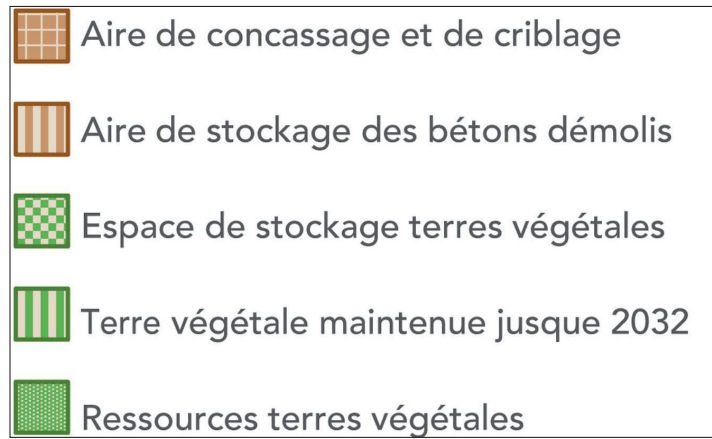 Aire de concassage et de criblage
Aire de stockage des bétons démolis
Espace de stockage terres végétales
Terre végétale maintenue jusque 2032
Ressources terres végétales